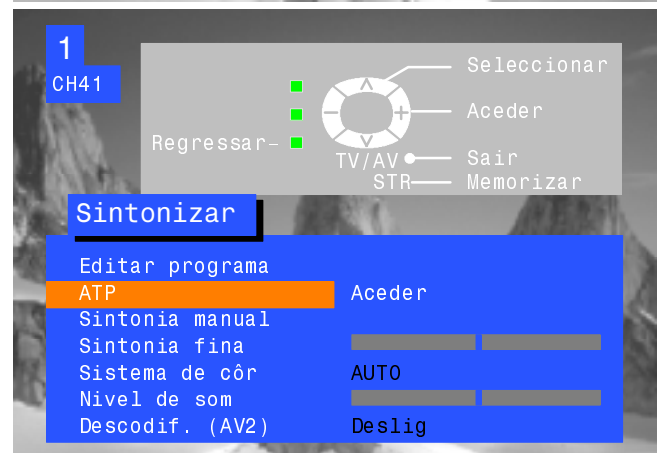 1
CH41
Seleccionar
Aceder
Regressar
TV/AV
Sair
STR
Memorizar
Sintonizar
Editar programa
ATP Aceder
Sintonia manual
Sintonia fina
Sistema de côr AUTO
Nivel de som
Descodif. (AV2) Deslig